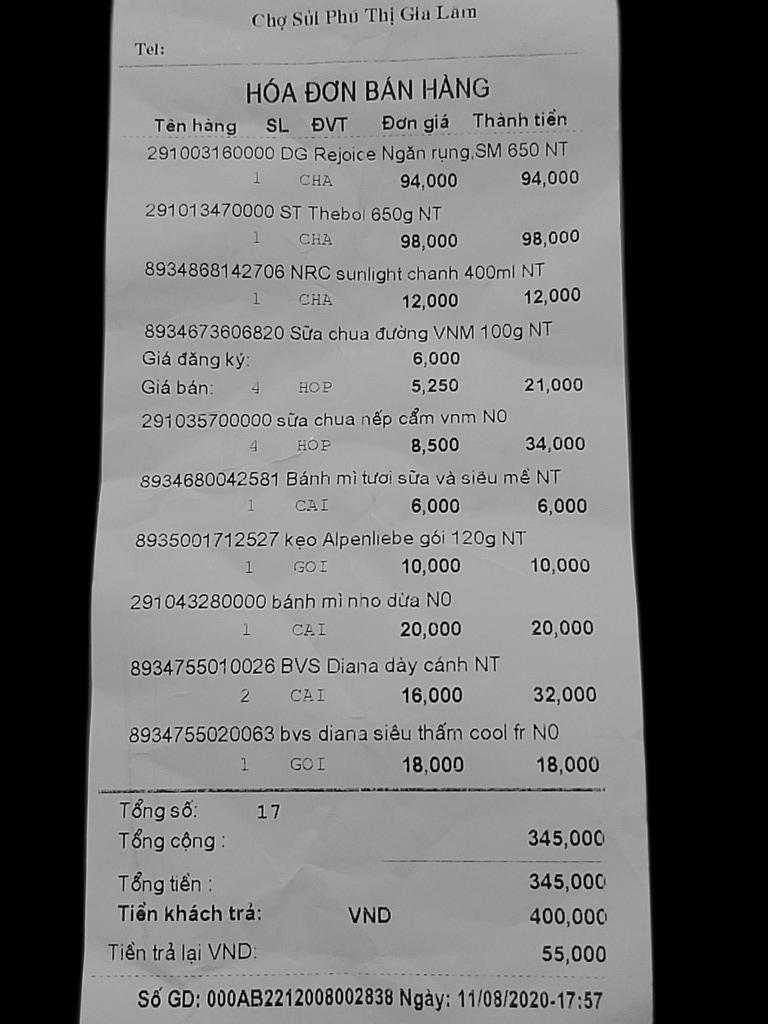 Chợ Sủi Phú Thị Gia Lâm
Tel:
HÓA ĐƠN BÁN HÀNG
Tên hàng SL ĐVT Đơn giá Thành tiền
291003160000 DG Rejoice Ngăn rụng,SM 650 NT
1 CHA 94,000 94,000
291013470000 ST Thebol 650g NT
1 CHA 98,000 98,000
8934868142706 NRC sunlight chanh 400ml NT
1 CHA 12,000 12,000
8934673606820 Sữa chua đường VNM 100g NT
Giá đăng ký: 6,000
Giá bán: 4 HOP 5,250 21,000
291035700000 sữa chua nếp cẩm vnm N0
4 HOP 8,500 34,000
8934680042581 Bánh mì tươi sữa và siêu mề NT
1 CAI 6,000 6,000
8935001712527 kẹo Alpenliebe gói 120g NT
1 GOI 10,000 10,000
291043280000 bánh mì nho dừa N0
1 CAI 20,000 20,000
8934755010026 BVS Diana dày cánh NT
2 CAI 16,000 32,000
8934755020063 bvs diana siêu thấm cool fr N0
1 GOI 18,000 18,000
Tổng số: 17
Tổng cộng : 345,000
Tổng tiền : 345,000
Tiền khách trả: VND 400,000
Tiền trả lại VND: 55,000
Số GD: 000AB2212008002838 Ngày: 11/08/2020-17:57